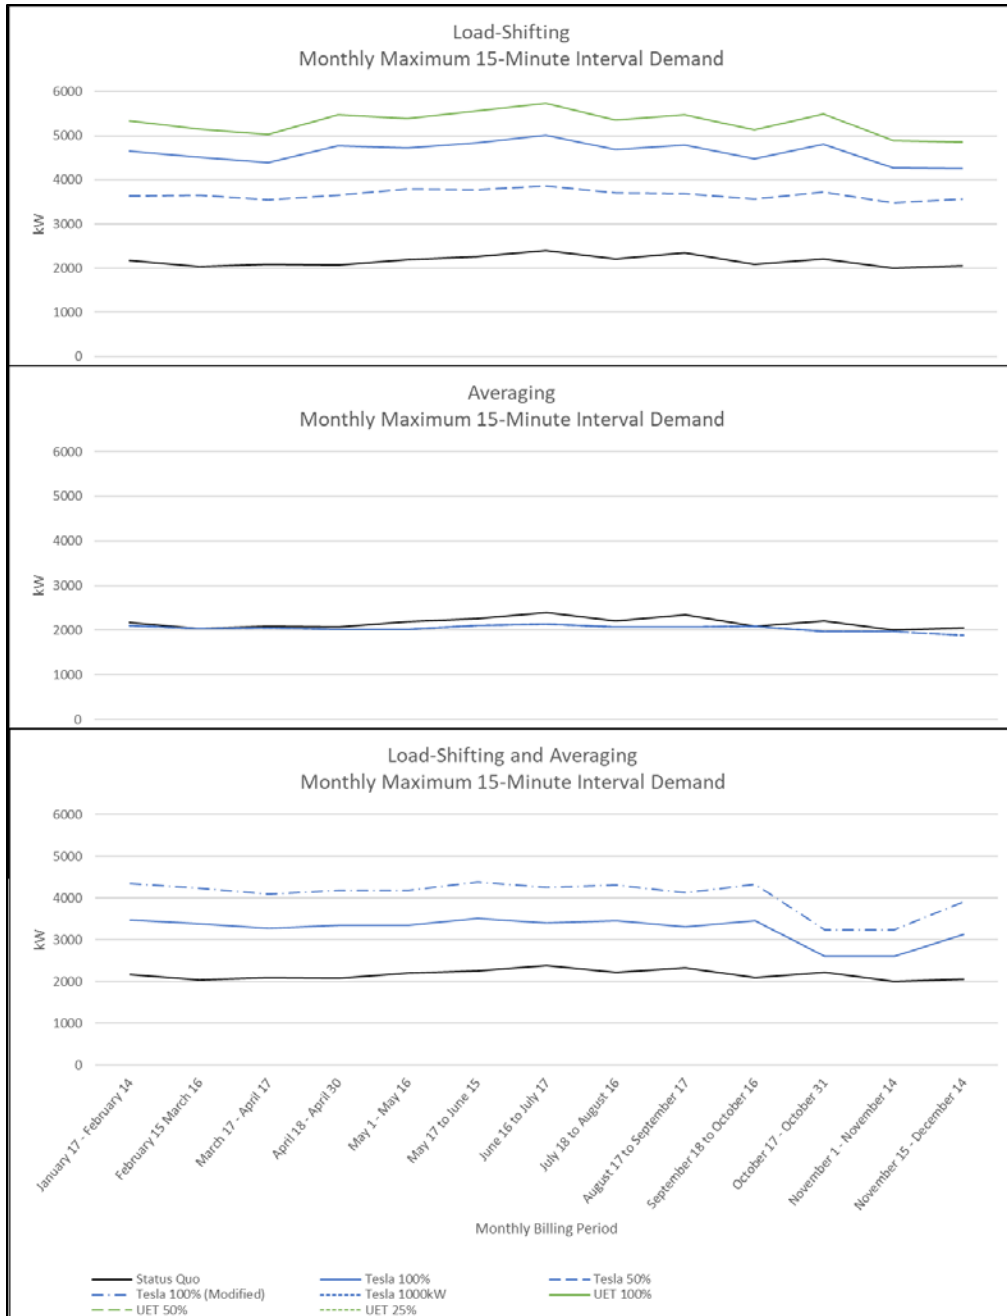 Load-Shifting
Monthly Maximum 15-Minute Interval Demand
6000
5000
4000
3000
2000
1000
0
kW
Averaging
Monthly Maximum 15-Minute Interval Demand
6000
5000
4000
3000
2000
1000
0
kW
Load-Shifting and Averaging
Monthly Maximum 15-Minute Interval Demand
6000
5000
4000
3000
2000
1000
0
kW
January 17 - February 14
February 15 March 16
March 17 - April 17
April 18 - April 30
May 1 - May 16
May 17 to June 15
June 16 to July 17
July 18 to August 16
August 17 to September 17
September 18 to October 16
October 17 - October 31
November 1 - November 14
November 15 - December 14
Monthly Billing Period
Status Quo
Tesla 100%
Tesla 50%
Tesla 100% (Modified)
Tesla 1000kW
UET 100%
UET 50%
UET 25%